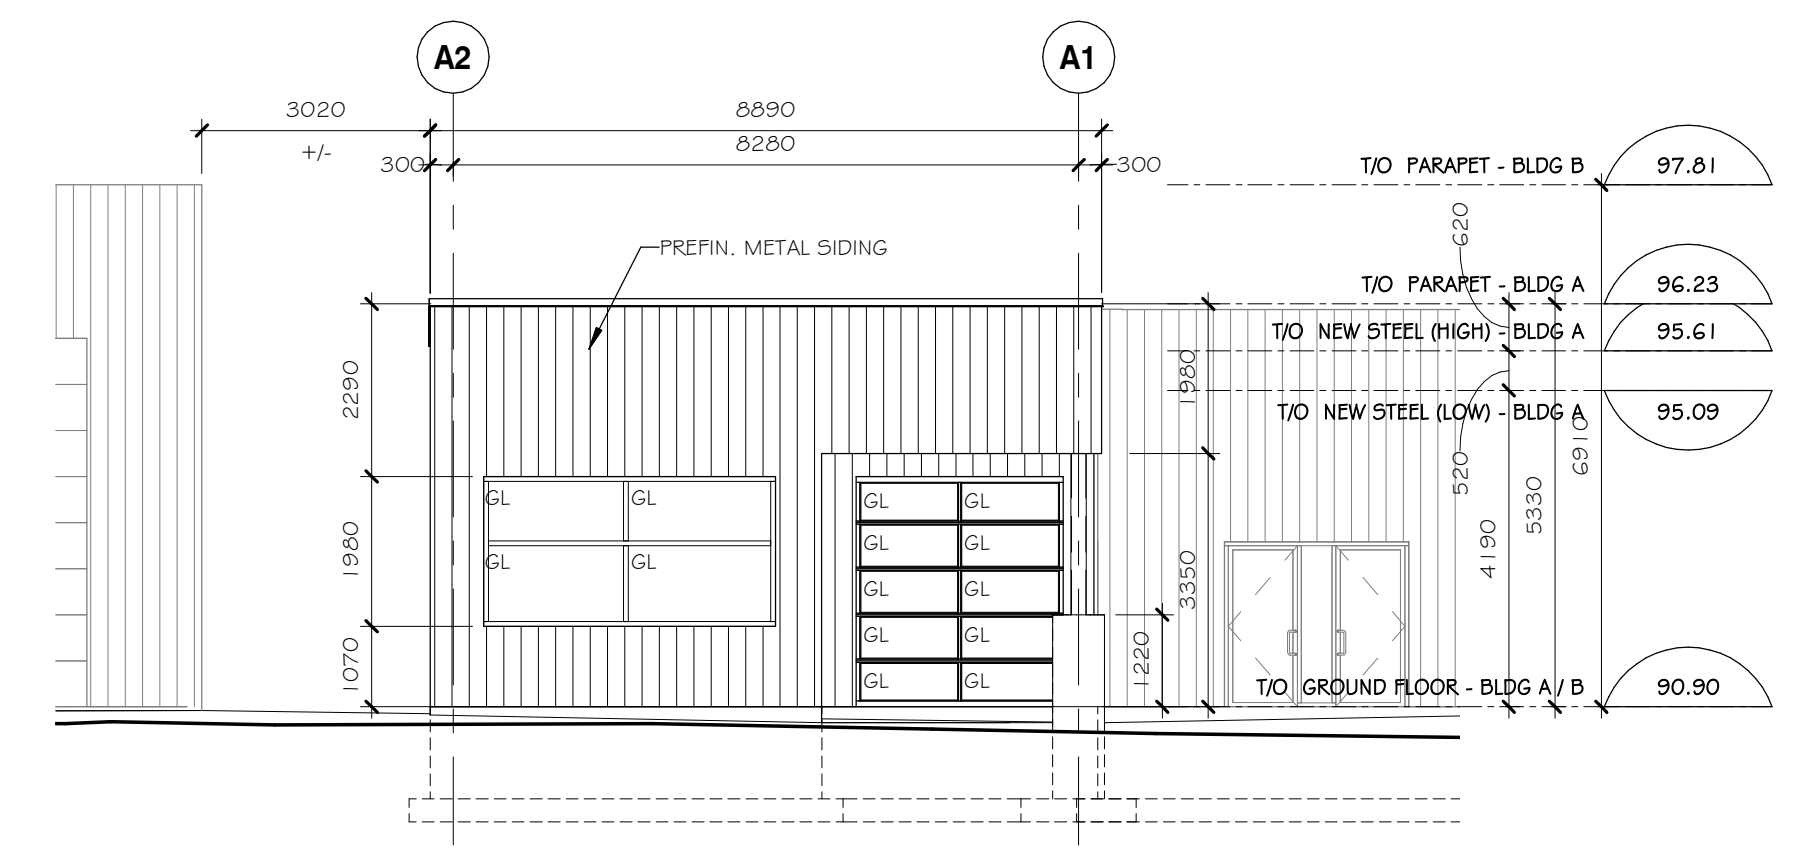 A2
A1
3020
+/-
8890
8280
300
300
T/O PARAPET - BLDG B
97.81
620
PREFIN. METAL SIDING
T/O PARAPET - BLDG A
96.23
T/O NEW STEEL (HIGH) - BLDG A
95.61
2290
1980
T/O NEW STEEL (LOW) - BLDG A
95.09
6910
520
5330
GL
GL
GL
GL
1980
GL
GL
GL
GL
GL
GL
GL
GL
GL
GL
3350
4190
1070
1220
T/O GROUND FLOOR - BLDG A / B
90.90